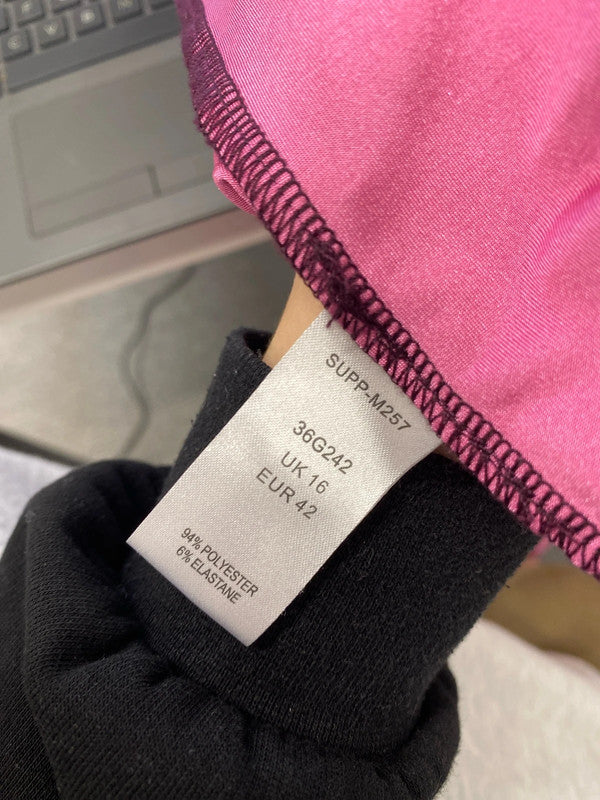 SUPP-M257
36G242
UK 16
EUR 42
94% POLYESTER
6% ELASTANE